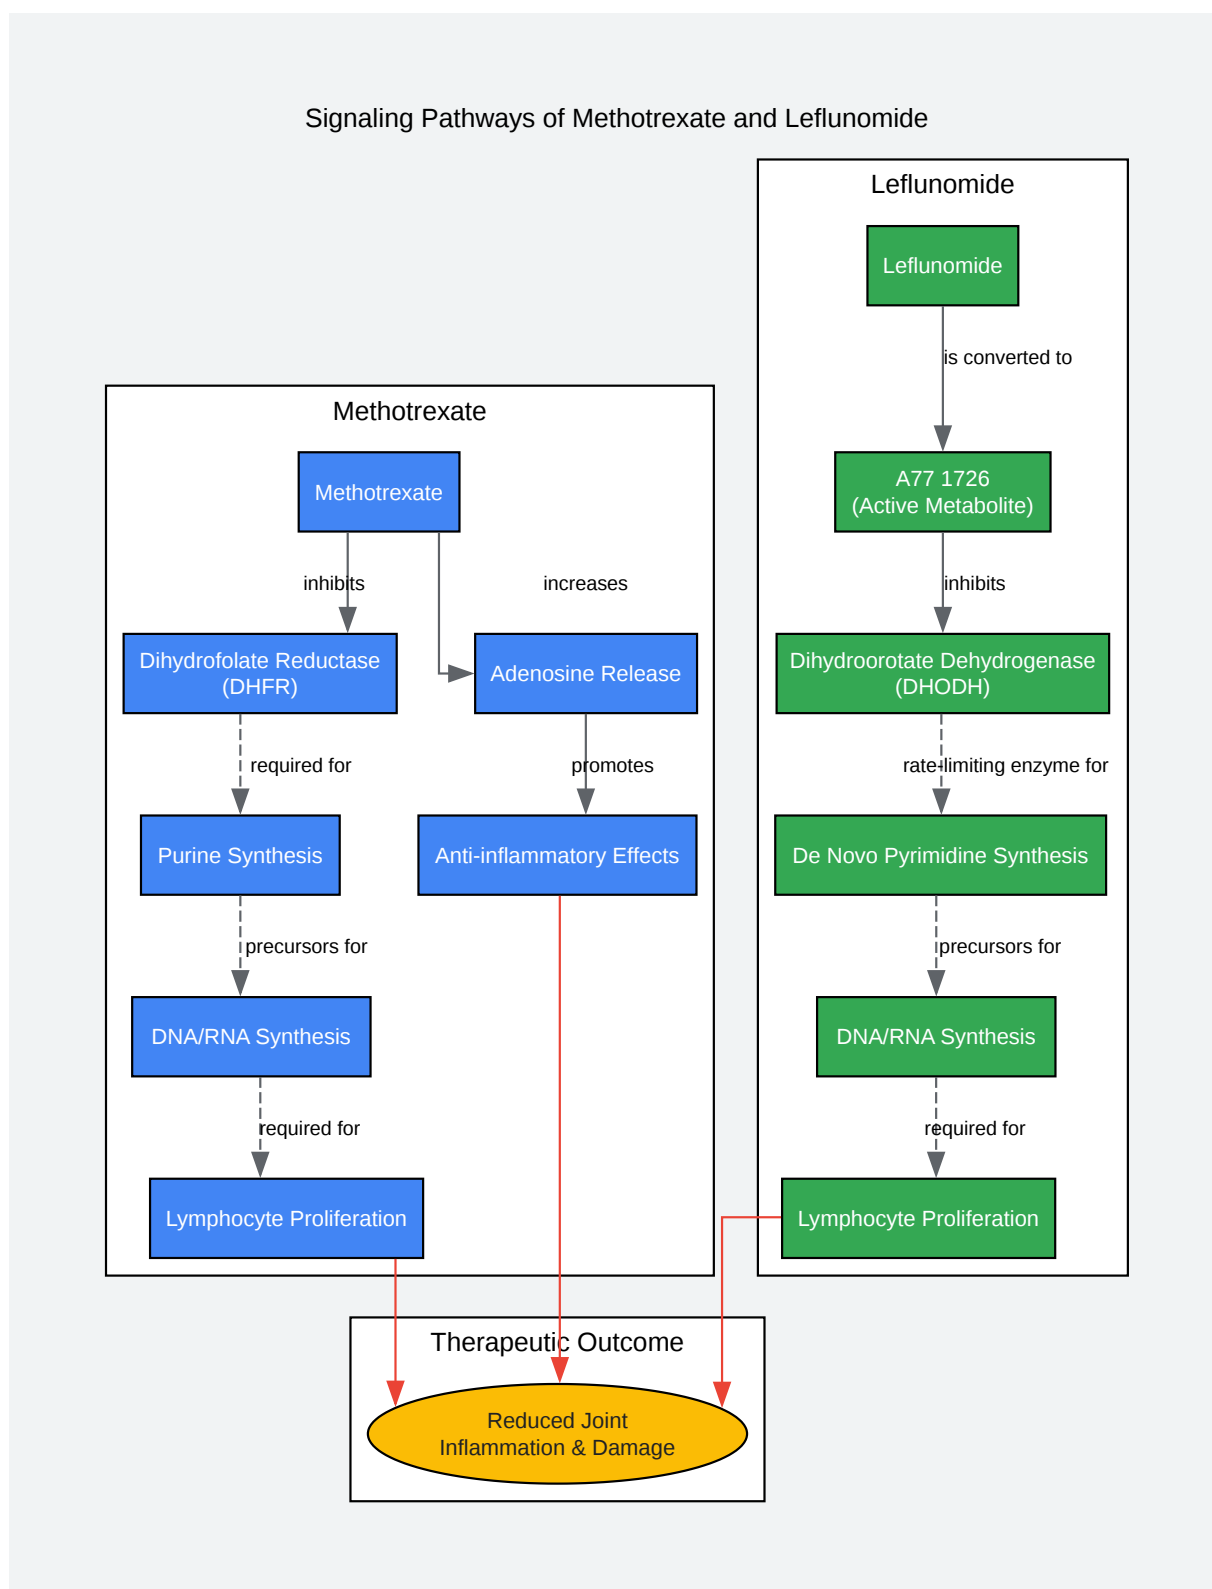 Signaling Pathways of Methotrexate and Leflunomide
Leflunomide
Leflunomide
is converted to
Methotrexate
Methotrexate
A77 1726
(Active Metabolite)
inhibits
increases
inhibits
Dihydrofolate Reductase
(DHFR)
Adenosine Release
Dihydroorotate Dehydrogenase
(DHODH)
required for
promotes
rate-limiting enzyme for
Purine Synthesis
Anti-inflammatory Effects
De Novo Pyrimidine Synthesis
precursors for
precursors for
DNA/RNA Synthesis
DNA/RNA Synthesis
required for
required for
Lymphocyte Proliferation
Lymphocyte Proliferation
Therapeutic Outcome
Reduced Joint
Inflammation & Damage